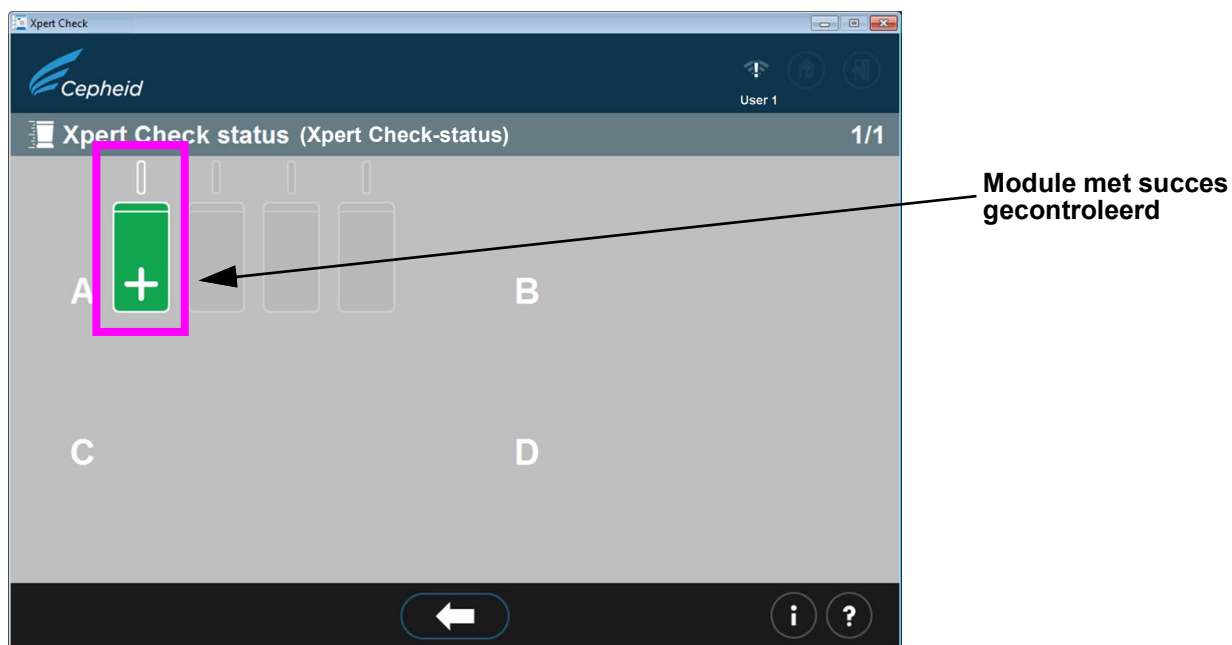 Xpert Check
Cepheid
User 1
Xpert Check status (Xpert Check-status) 1/1
Module met succes
gecontroleerd
A
B
C
D
i ?